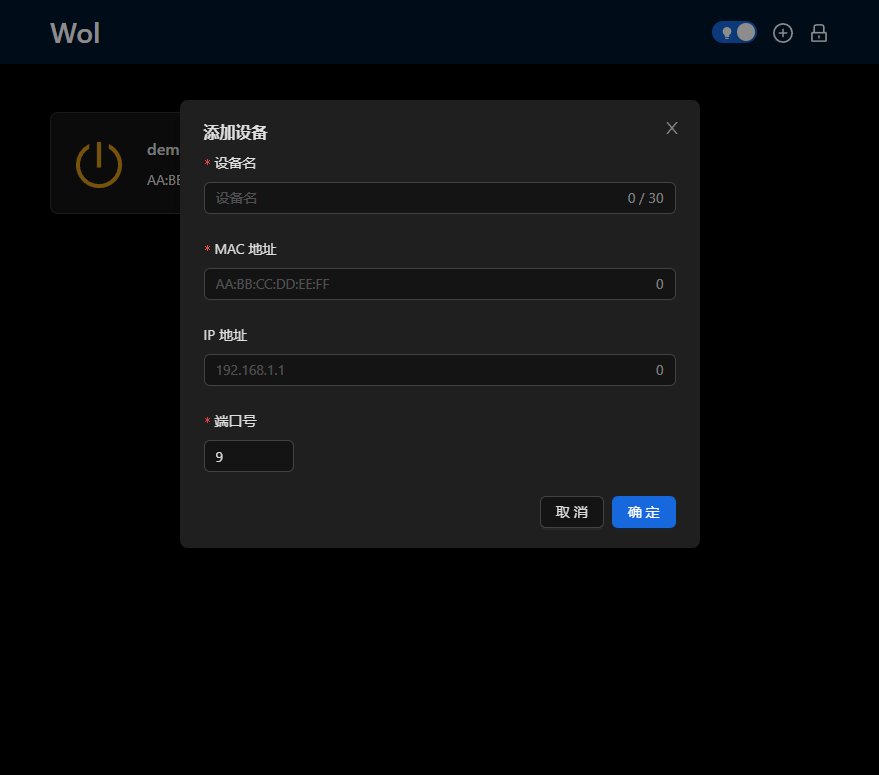 Wol
dem
AA:BE
添加设备
* 设备名
设备名
0 / 30
* MAC 地址
AA:BB:CC:DD:EE:FF
0
IP 地址
192.168.1.1
0
* 端口号
9
取 消
确 定